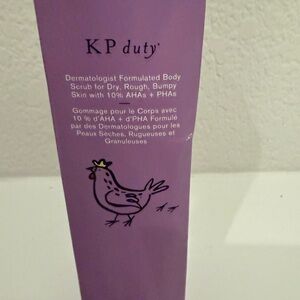 KP duty
Dermatologist Formulated Body
Scrub for Dry, Rough, Bumpy
Skin with 10% AHAs + PHAs
Gommage pour le Corps avec
10 % d'AHA + d'PHA Formulé
par des Dermatologues pour les
Peaux Sèches, Rugueuses et
Granuleuses